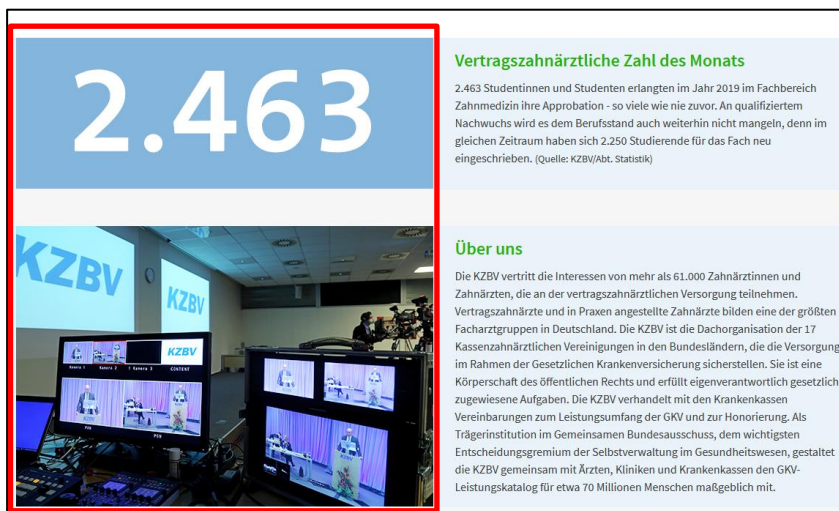 2.463
Vertragszahnärztliche Zahl des Monats
2.463 Studentinnen und Studenten erlangten im Jahr 2019 im Fachbereich
Zahnmedizin ihre Approbation - so viele wie nie zuvor. An qualifiziertem
Nachwuchs wird es dem Berufsstand auch weiterhin nicht mangeln, denn im
gleichen Zeitraum haben sich 2.250 Studierende für das Fach neu
eingeschrieben. (Quelle: KZBV/Abt. Statistik)
KZBV
KZBV
KZBV
Kamera 1 Kamera 2 Kamera 3 CONTENT
Über uns
Die KZBV vertritt die Interessen von mehr als 61.000 Zahnärztinnen und
Zahnärzten, die an der vertragszahnärztlichen Versorgung teilnehmen.
Vertragszahnärzte und in Praxen angestellte Zahnärzte bilden eine der größten
Facharztgruppen in Deutschland. Die KZBV ist die Dachorganisation der 17
Kassenzahnärztlichen Vereinigungen in den Bundesländern, die die Versorgung
im Rahmen der Gesetzlichen Krankenversicherung sicherstellen. Sie ist eine
Körperschaft des öffentlichen Rechts und erfüllt eigenverantwortlich gesetzlich
zugewiesene Aufgaben. Die KZBV verhandelt mit den Krankenkassen
Vereinbarungen zum Leistungsumfang der GKV und zur Honorierung. Als
Trägerinstitution im Gemeinsamen Bundesausschuss, dem wichtigsten
Entscheidungsgremium der Selbstverwaltung im Gesundheitswesen, gestaltet
die KZBV gemeinsam mit Ärzten, Kliniken und Krankenkassen den GKV-
Leistungskatalog für etwa 70 Millionen Menschen maßgeblich mit.